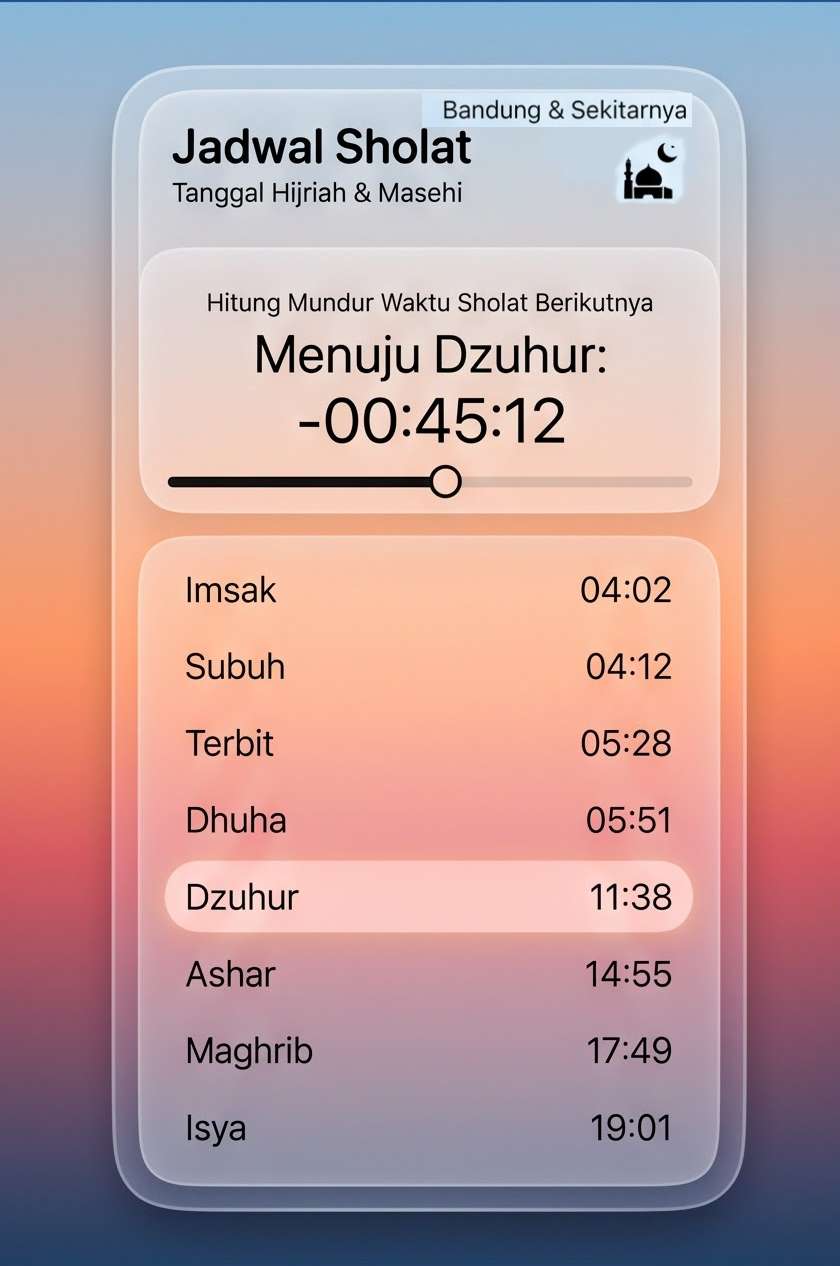 Bandung & Sekitarnya
Jadwal Sholat
Tanggal Hijriah & Masehi
Hitung Mundur Waktu Sholat Berikutnya
Menuju Dzuhur:
-00:45:12
Imsak 04:02
Subuh 04:12
Terbit 05:28
Dhuha 05:51
Dzuhur 11:38
Ashar 14:55
Maghrib 17:49
Isya 19:01